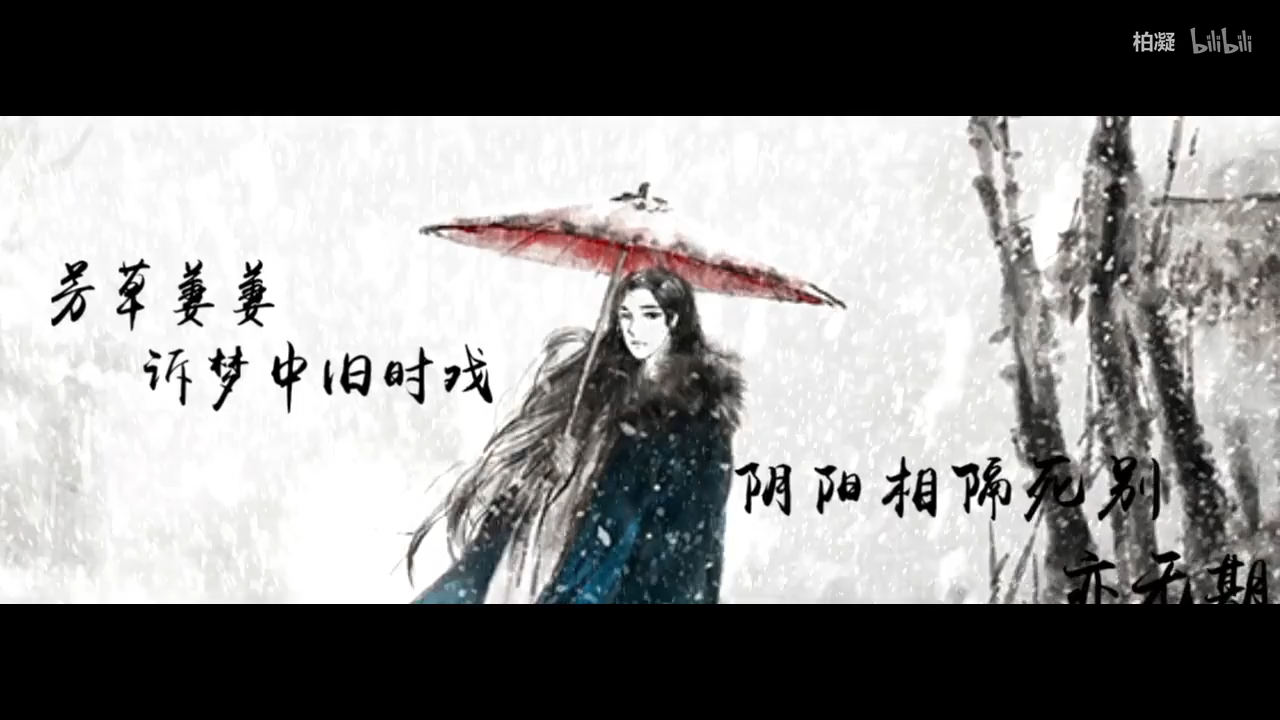 柏凝 bilibili
芳草萋萋
诉梦中旧时戏
阴阳相隔死别
亦无期